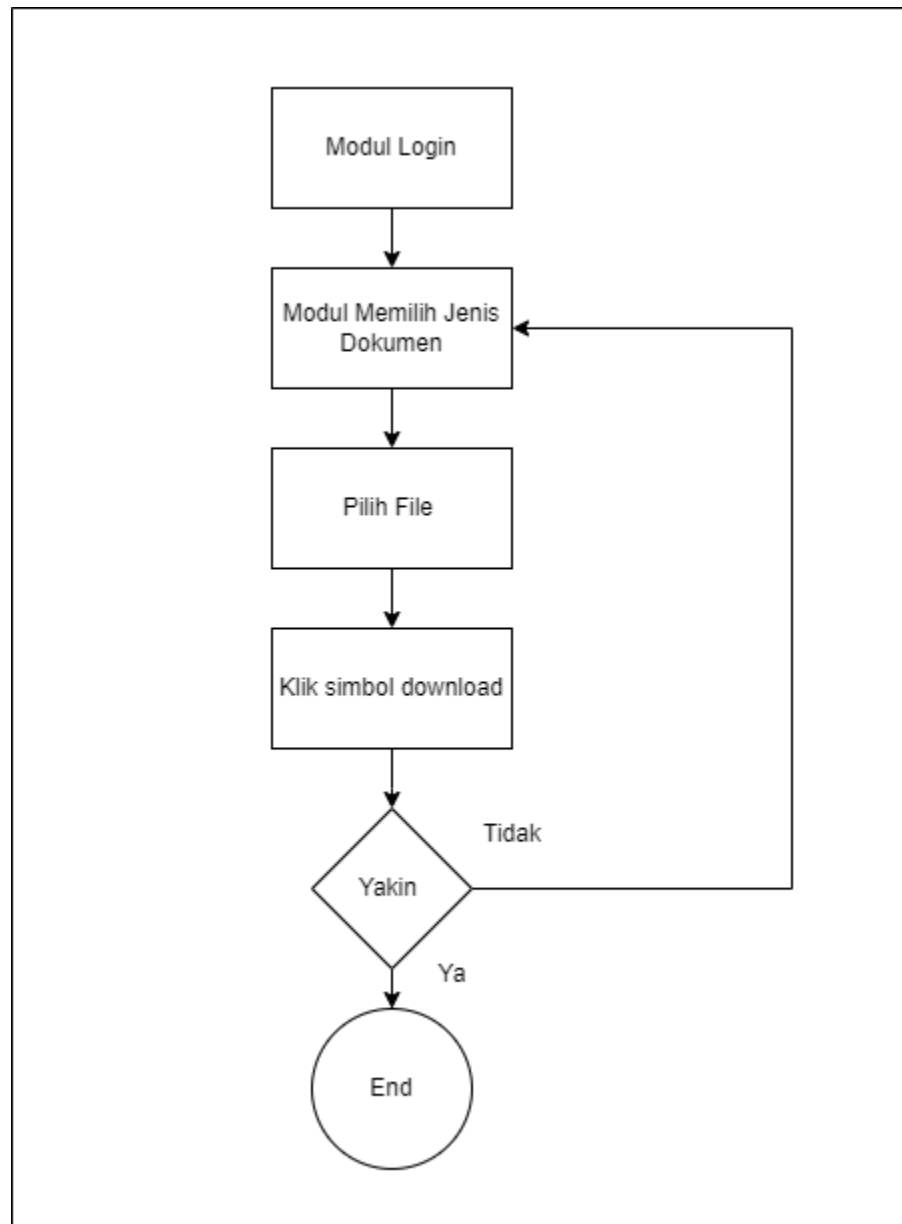 Modul Login
Modul Memilih Jenis
Dokumen
Pilih File
Klik simbol download
Tidak
Yakin
Ya
End